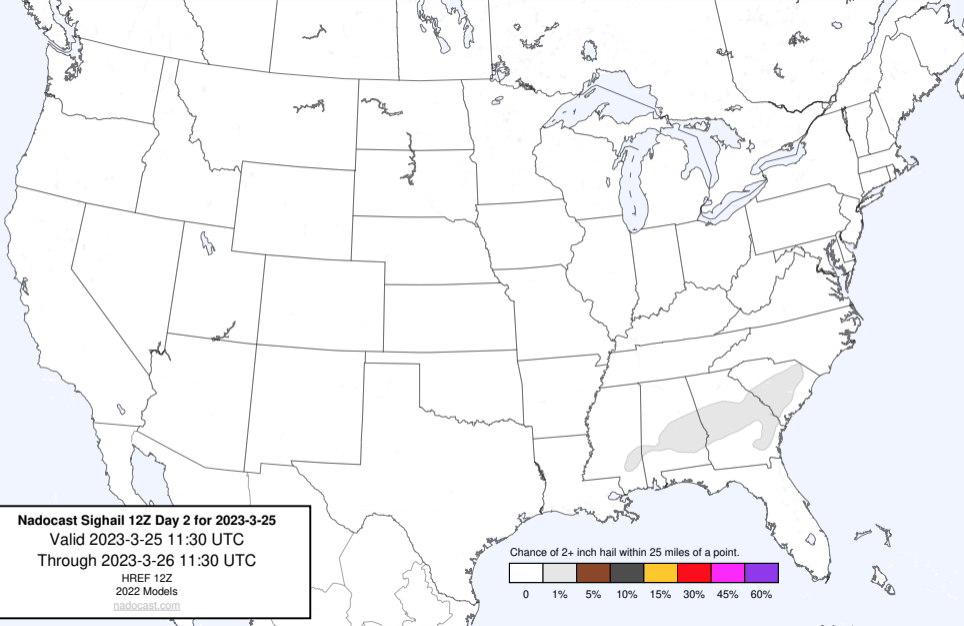 Nadocast Sighail 12Z Day 2 for 2023-3-25
Valid 2023-3-25 11:30 UTC
Through 2023-3-26 11:30 UTC
HREF 12Z
2022 Models
nadocast.com
Chance of 2+ inch hail within 25 miles of a point.
0 1% 5% 10% 15% 30% 45% 60%